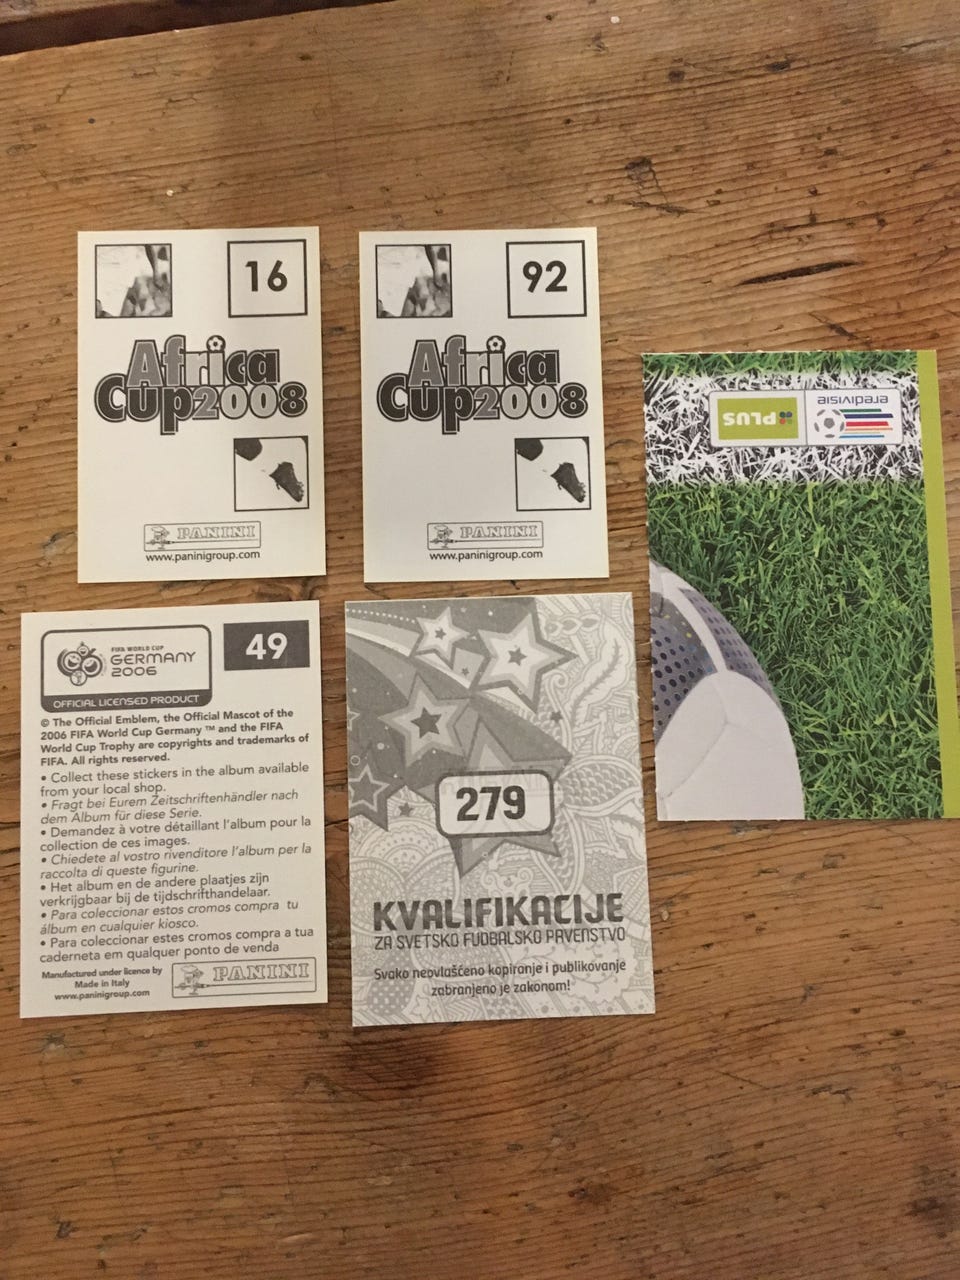 16
Africa
Cup2008
PANINI
www.paninigroup.com
92
Africa
Cup2008
PANINI
www.paninigroup.com
PLUS
eredivisie
FIFA WORLD CUP
GERMANY
2006
OFFICIAL LICENSED PRODUCT
49
© The Official Emblem, the Official Mascot of the
2006 FIFA World Cup Germany ™ and the FIFA
World Cup Trophy are copyrights and trademarks of
FIFA. All rights reserved.
• Collect these stickers in the album available
from your local shop.
• Fragt bei Eurem Zeitschriftenhändler nach
dem Album für diese Serie.
• Demandez à votre détaillant l'album pour la
collection de ces images.
• Chiedete al vostro rivenditore l'album per la
raccolta di queste figurine.
• Het album en de andere plaatjes zijn
verkrijgbaar bij de tijdschrifthandelaar.
• Para coleccionar estos cromos compra tu
álbum en cualquier kiosco.
• Para coleccionar estes cromos compra a tua
caderneta em qualquer ponto de venda
Manufactured under licence by
Made in Italy
www.paninigroup.com
PANINI
279
KVALIFIKACIJE
ZA SVETSKO FUDBALSKO PRVENSTVO
Svako neovlašćeno kopiranje i publikovanje
zabranjeno je zakonom!